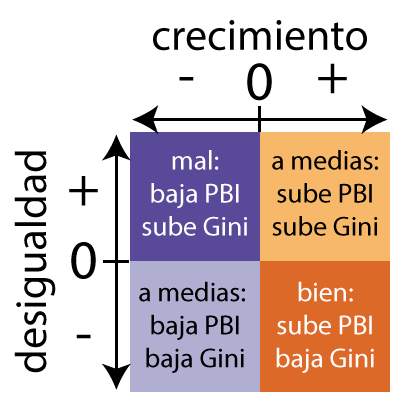 crecimiento
- 0 +
desigualdad
+
0
-
mal:
baja PBI
sube Gini
a medias:
sube PBI
sube Gini
a medias:
baja PBI
baja Gini
bien:
sube PBI
baja Gini